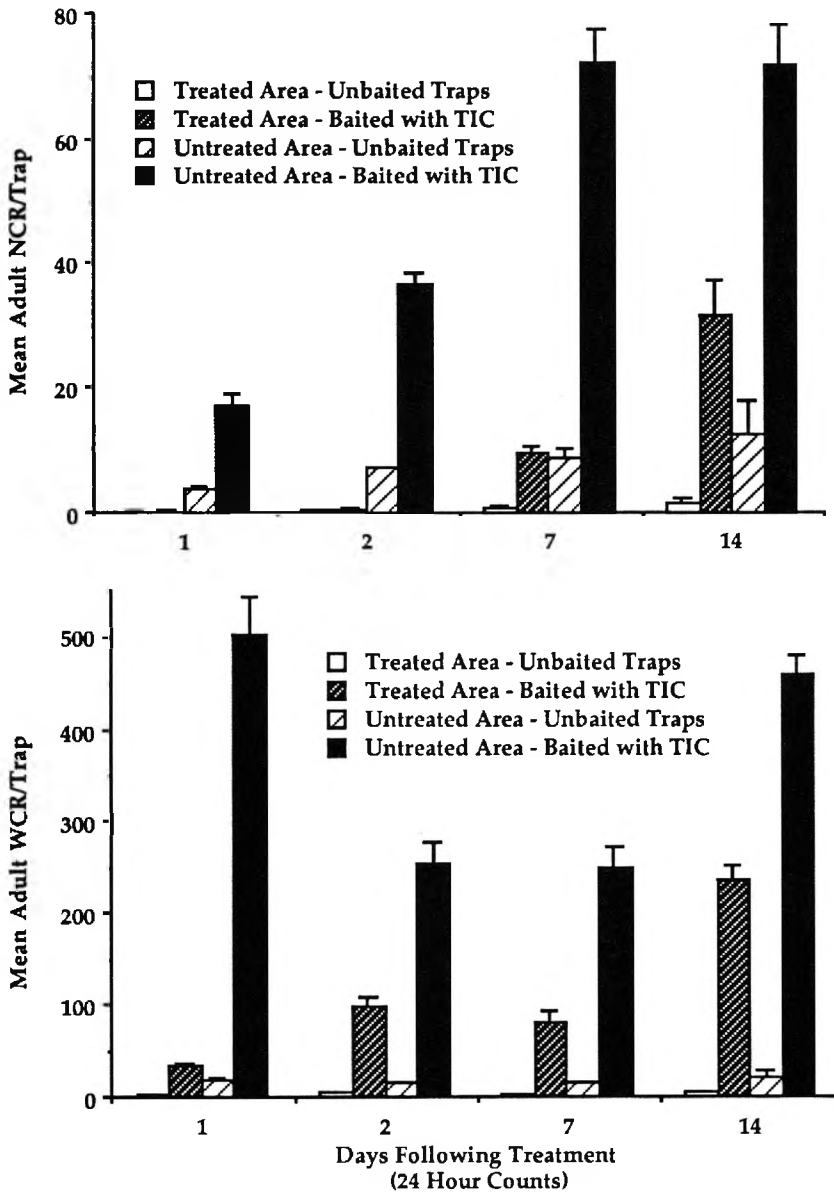 80
60
40
20
0
Mean Adult NCR/Trap
Treated Area - Unbaited Traps
Treated Area - Baited with TIC
Untreated Area - Unbaited Traps
Untreated Area - Baited with TIC
1 2 7 14
500
400
300
200
100
0
Mean Adult WCR/Trap
Treated Area - Unbaited Traps
Treated Area - Baited with TIC
Untreated Area - Unbaited Traps
Untreated Area - Baited with TIC
1 2 7 14
Days Following Treatment
(24 Hour Counts)